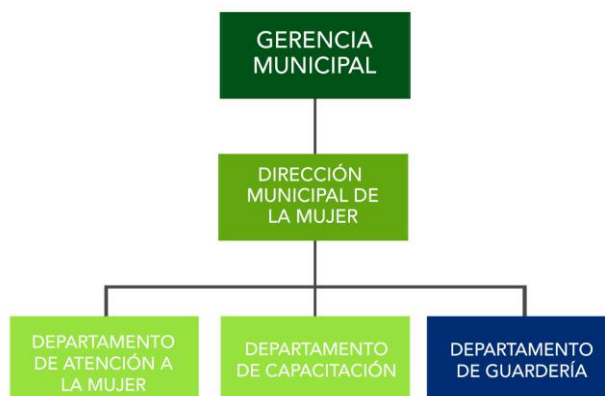 GERENCIA
MUNICIPAL
DIRECCIÓN
MUNICIPAL DE
LA MUJER
DEPARTAMENTO
DE ATENCIÓN A
LA MUJER
DEPARTAMENTO
DE CAPACITACIÓN
DEPARTAMENTO
DE GUARDERÍA